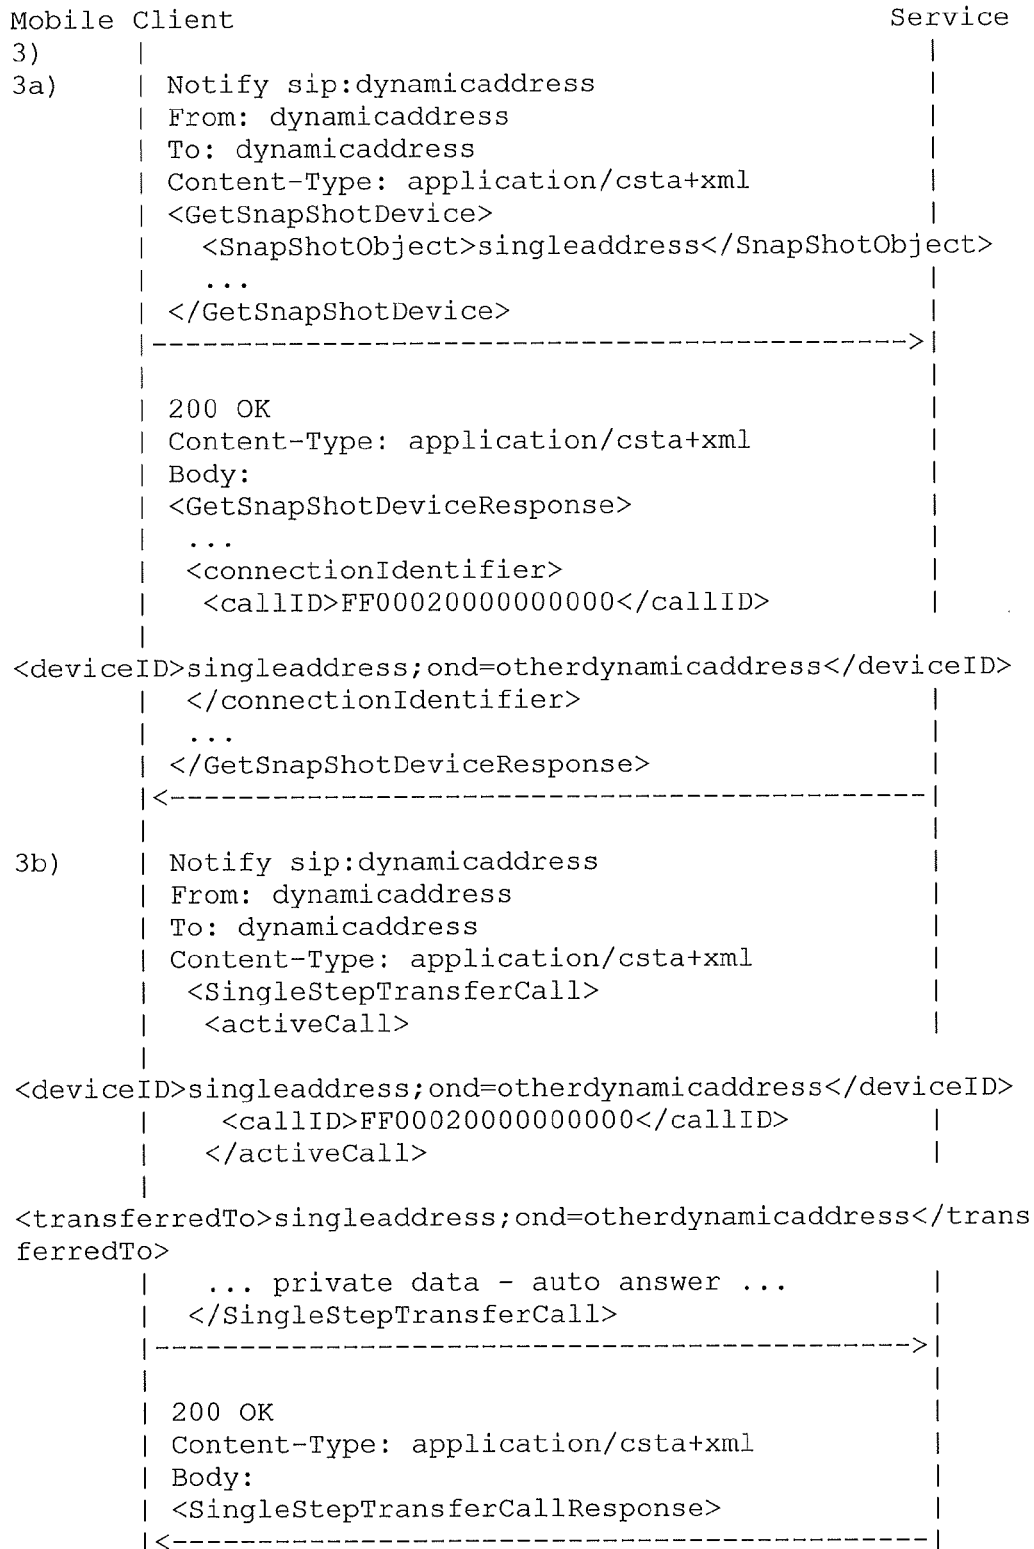 Mobile Client Service
3) | |
3a) | Notify sip:dynamicaddress |
| From: dynamicaddress |
| To: dynamicaddress |
| Content-Type: application/csta+xml |
| <GetSnapShotDevice> |
| <SnapShotObject>singleaddress</SnapShotObject>
| ... |
| </GetSnapShotDevice> |
|-------------------------------------------->|
| |
| 200 OK |
| Content-Type: application/csta+xml |
| Body: |
| <GetSnapShotDeviceResponse> |
| ... |
| <connectionIdentifier> |
| <callID>FF00020000000000</callID> |
|
<deviceID>singleaddress;ond=otherdynamicaddress</deviceID>
| </connectionIdentifier> |
| ... |
| </GetSnapShotDeviceResponse> |
|<--------------------------------------------|
| |
3b) | Notify sip:dynamicaddress |
| From: dynamicaddress |
| To: dynamicaddress |
| Content-Type: application/csta+xml |
| <SingleStepTransferCall> |
| <activeCall> |
|
<deviceID>singleaddress;ond=otherdynamicaddress</deviceID>
| <callID>FF00020000000000</callID> |
| </activeCall> |
|
<transferredTo>singleaddress;ond=otherdynamicaddress</trans
ferredTo>
| ... private data - auto answer ... |
| </SingleStepTransferCall> |
|-------------------------------------------->|
| |
| 200 OK |
| Content-Type: application/csta+xml |
| Body: |
| <SingleStepTransferCallResponse> |
|<--------------------------------------------|